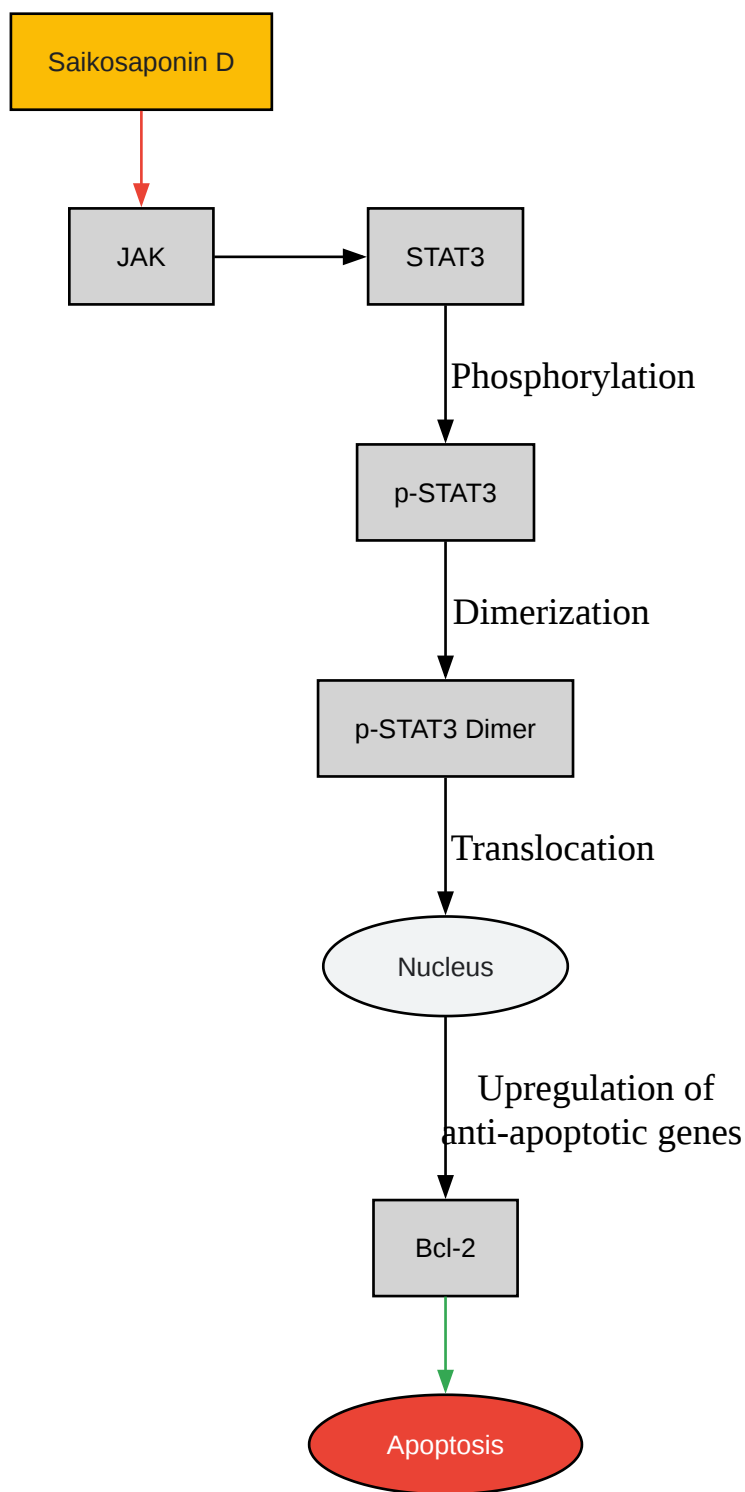 Saikosaponin D
JAK
STAT3
Phosphorylation
p-STAT3
Dimerization
p-STAT3 Dimer
Translocation
Nucleus
Upregulation of
anti-apoptotic genes
Bcl-2
Apoptosis